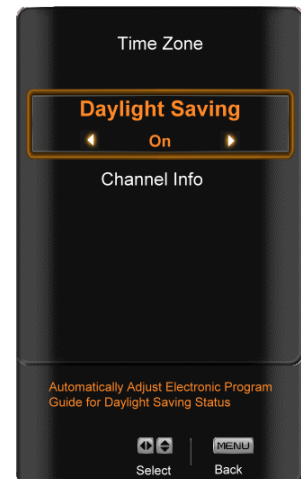 Time Zone
Daylight Saving
On
Channel Info
Automatically Adjust Electronic Program
Guide for Daylight Saving Status
MENU
Select
Back